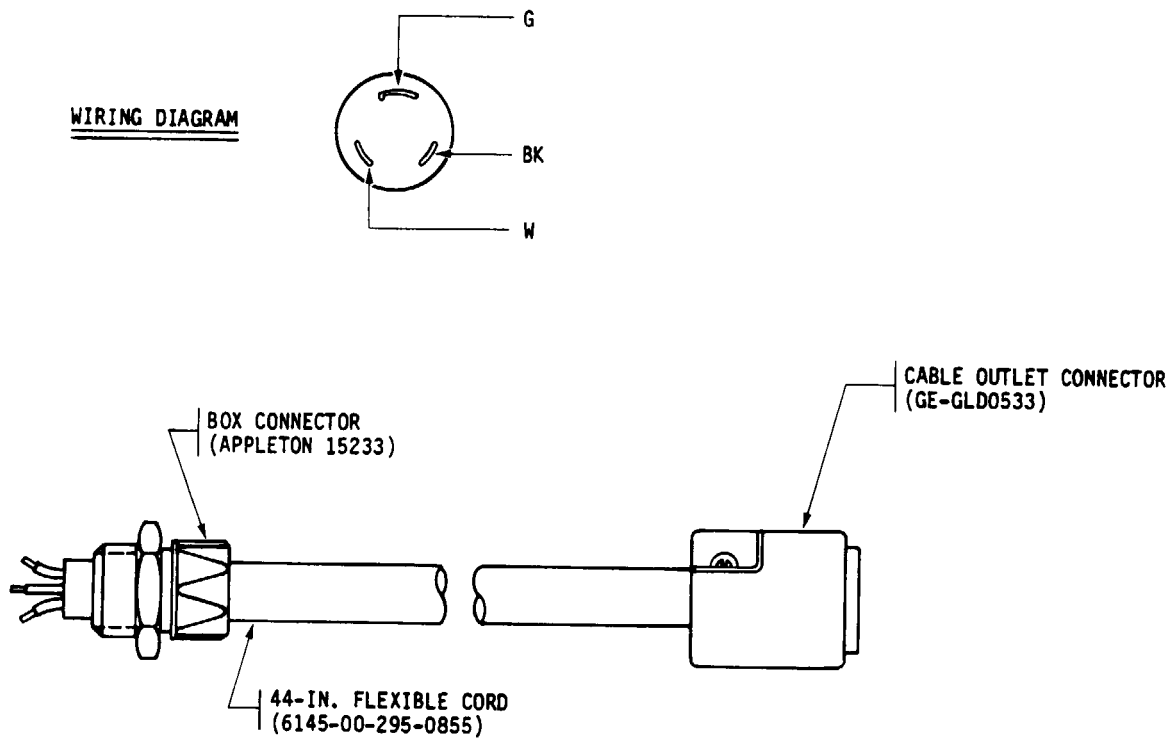 G
WIRING DIAGRAM
BK
W
CABLE OUTLET CONNECTOR
(GE-GLD0533)
BOX CONNECTOR
(APPLETON 15233)
44-IN. FLEXIBLE CORD
(6145-00-295-0855)